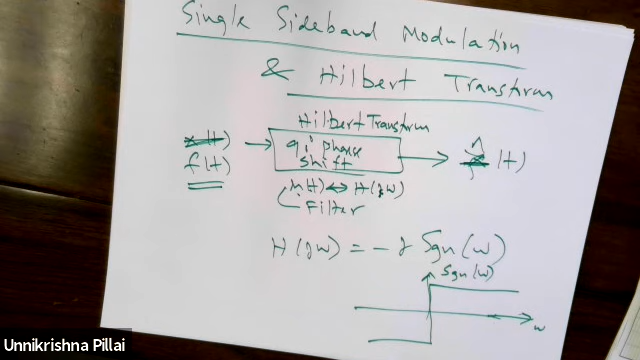 Single Sideband Modulation
& Hilbert Transform
Hilbert Transform
f(t)
90° phase
shift
f̂(t)
h(t) ↔ H(jω)
Filter
H(jω) = -j Sgn(ω)
Sgn(ω)
ω
Unnikrishna Pillai